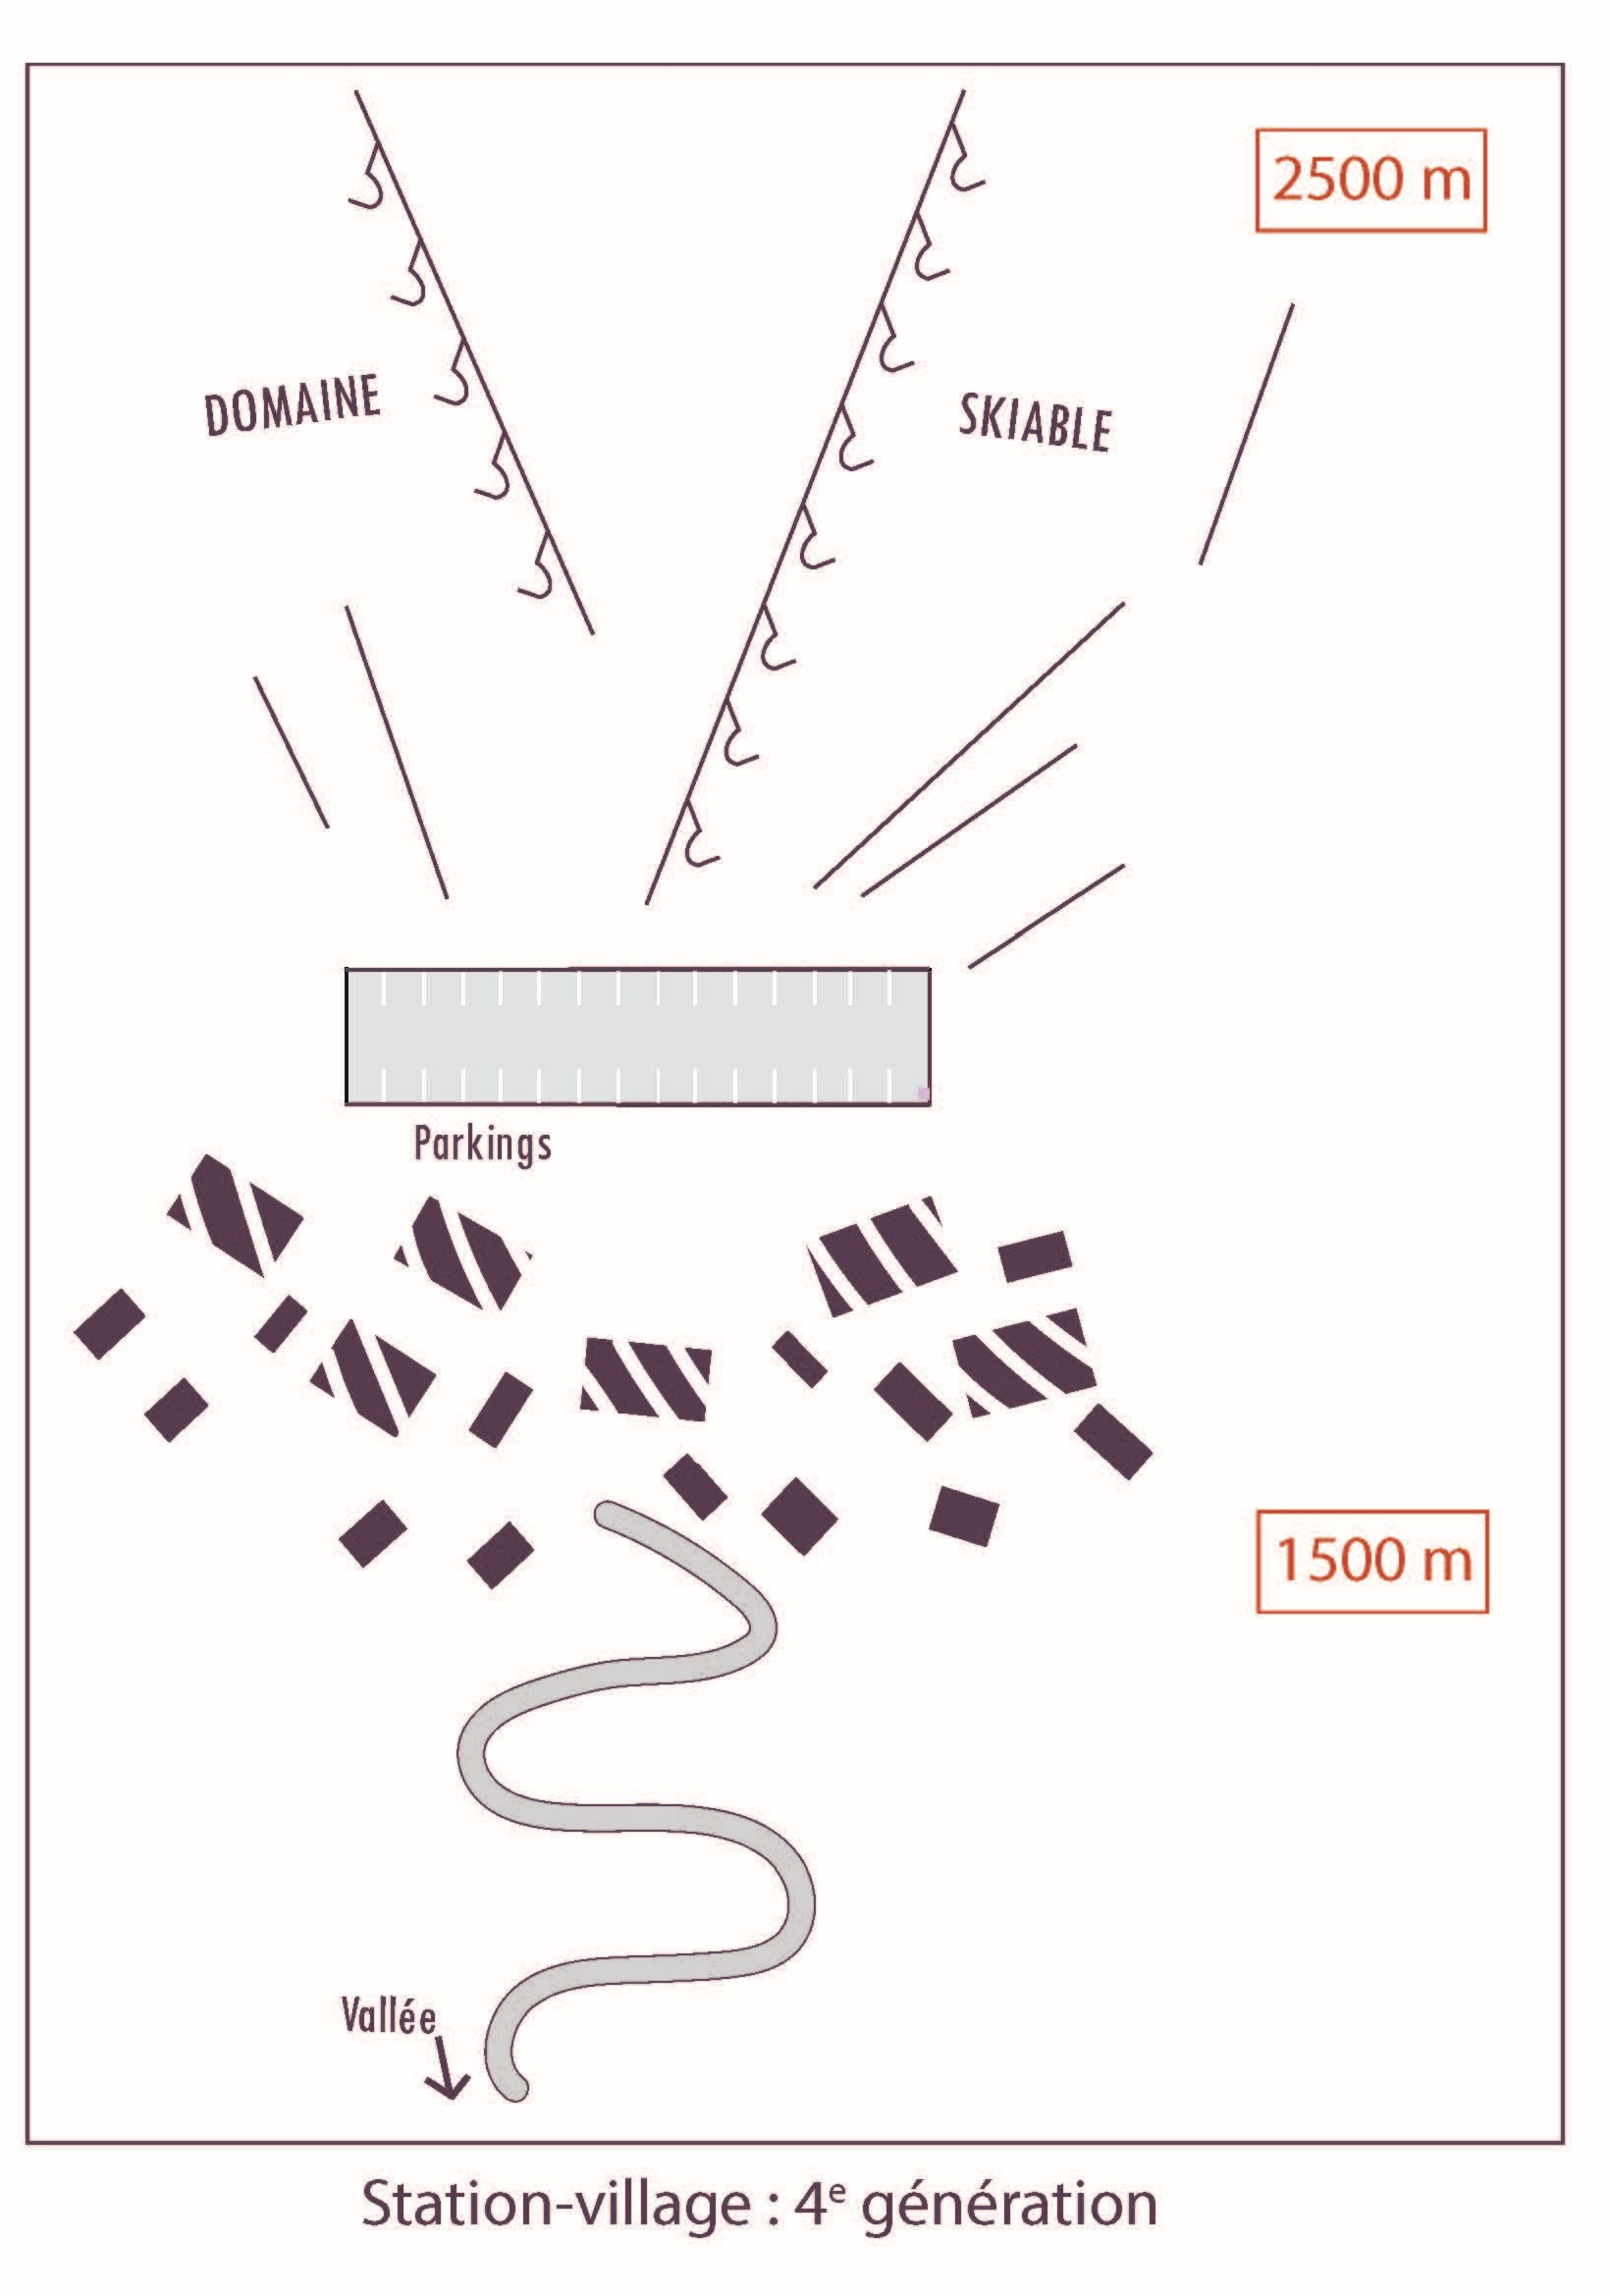 2500 m
DOMAINE
SKIABLE
Parkings
1500 m
Vallée
Station-village : 4e génération